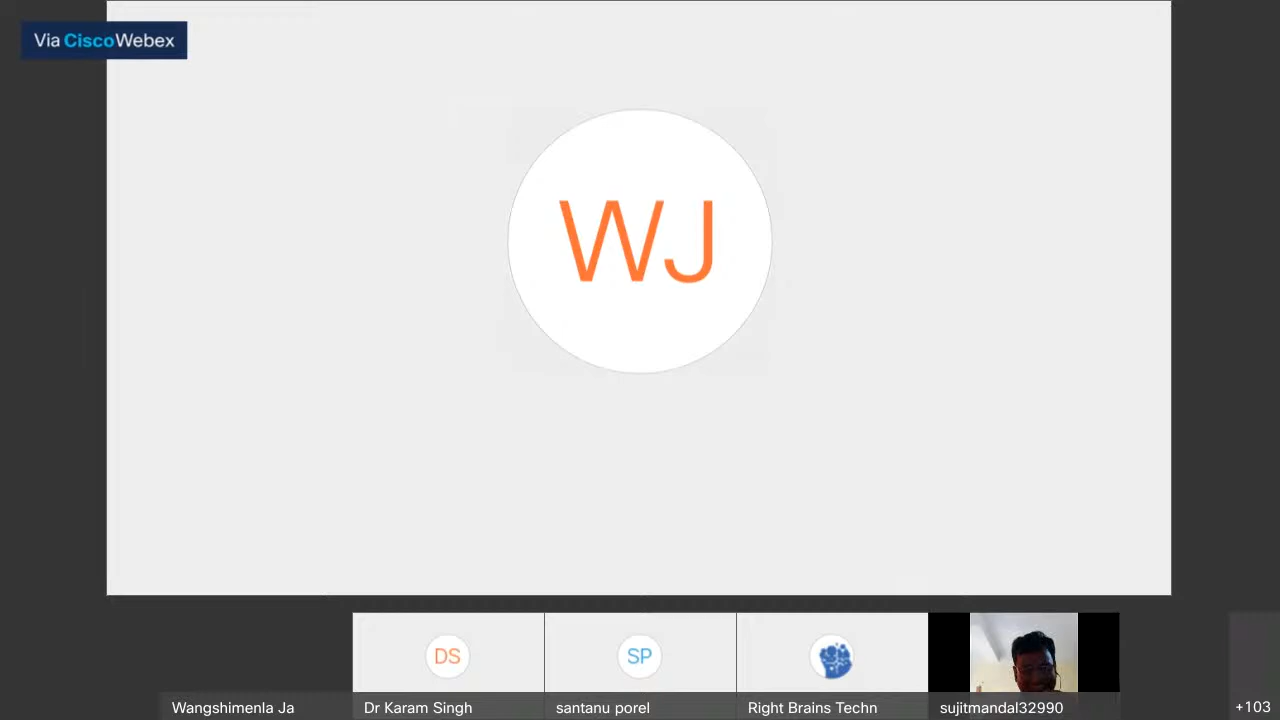 Via CiscoWebex
WJ
DS
SP
Wangshimenla Ja
Dr Karam Singh
santanu porel
Right Brains Techn
sujitmandal32990
+103